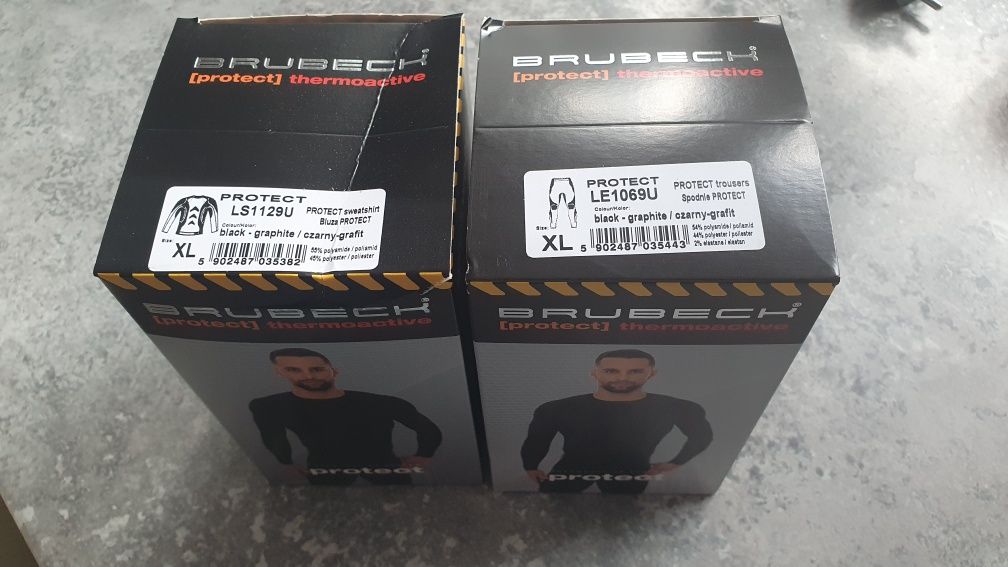 BRUBECK®
[protect] thermoactive
PROTECT
LS1129U
PROTECT sweatshirt
Bluza PROTECT
Colour/Kolor:
black - graphite / czarny-grafit
Size:
XL
5 902487 035382
55% polyamide / poliamid
45% polyester / poliester
BRUBECK®
[protect] thermoactive
protect
BRUBECK®
[protect] thermoactive
PROTECT
LE1069U
PROTECT trousers
Spodnie PROTECT
Colour/Kolor:
black - graphite / czarny-grafit
Size:
XL
5 902487 035443
54% polyamide / poliamid
44% polyester / poliester
2% elastane / elastan
BRUBECK®
[protect] thermoactive
protect